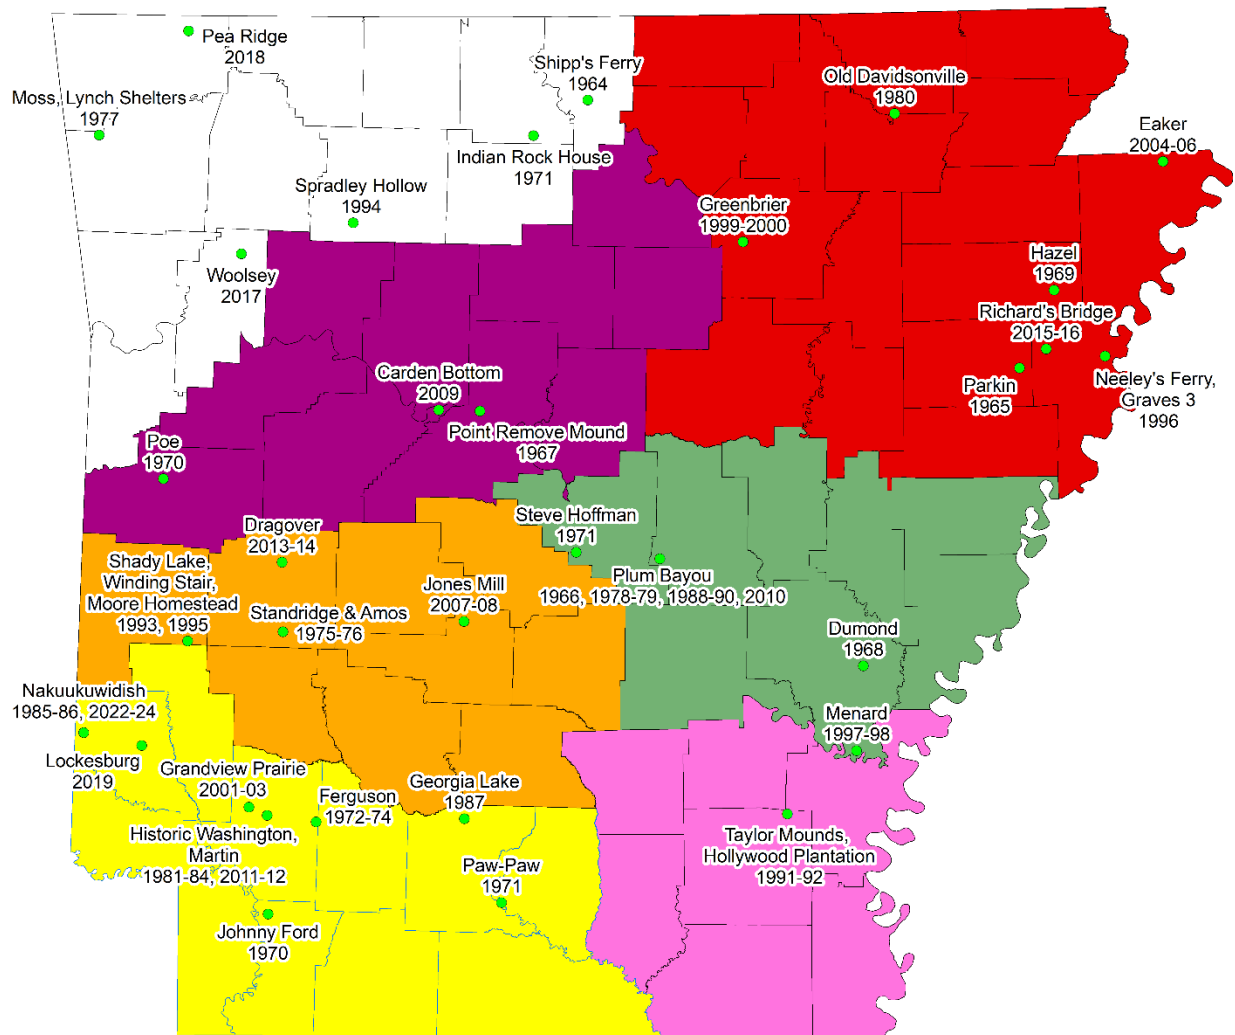 Pea Ridge
2018
Shipp's Ferry
1964
Old Davidsonville
1980
Moss, Lynch Shelters
1977
Eaker
2004-06
Indian Rock House
1971
Spradley Hollow
1994
Greenbrier
1999-2000
Woolsey
2017
Hazel
1969
Richard's Bridge
2015-16
Carden Bottom
2009
Parkin
1965
Neeley's Ferry,
Graves 3
1996
Poe
1970
Point Remove Mound
1967
Dragover
2013-14
Steve Hoffman
1971
Shady Lake,
Winding Stair,
Moore Homestead
1993, 1995
Jones Mill
2007-08
Plum Bayou
1966, 1978-79, 1988-90, 2010
Standridge & Amos
1975-76
Dumond
1968
Nakuukuwidish
1985-86, 2022-24
Menard
1997-98
Lockesburg
2019
Grandview Prairie
2001-03
Ferguson
1972-74
Georgia Lake
1987
Historic Washington,
Martin
1981-84, 2011-12
Taylor Mounds,
Hollywood Plantation
1991-92
Paw-Paw
1971
Johnny Ford
1970